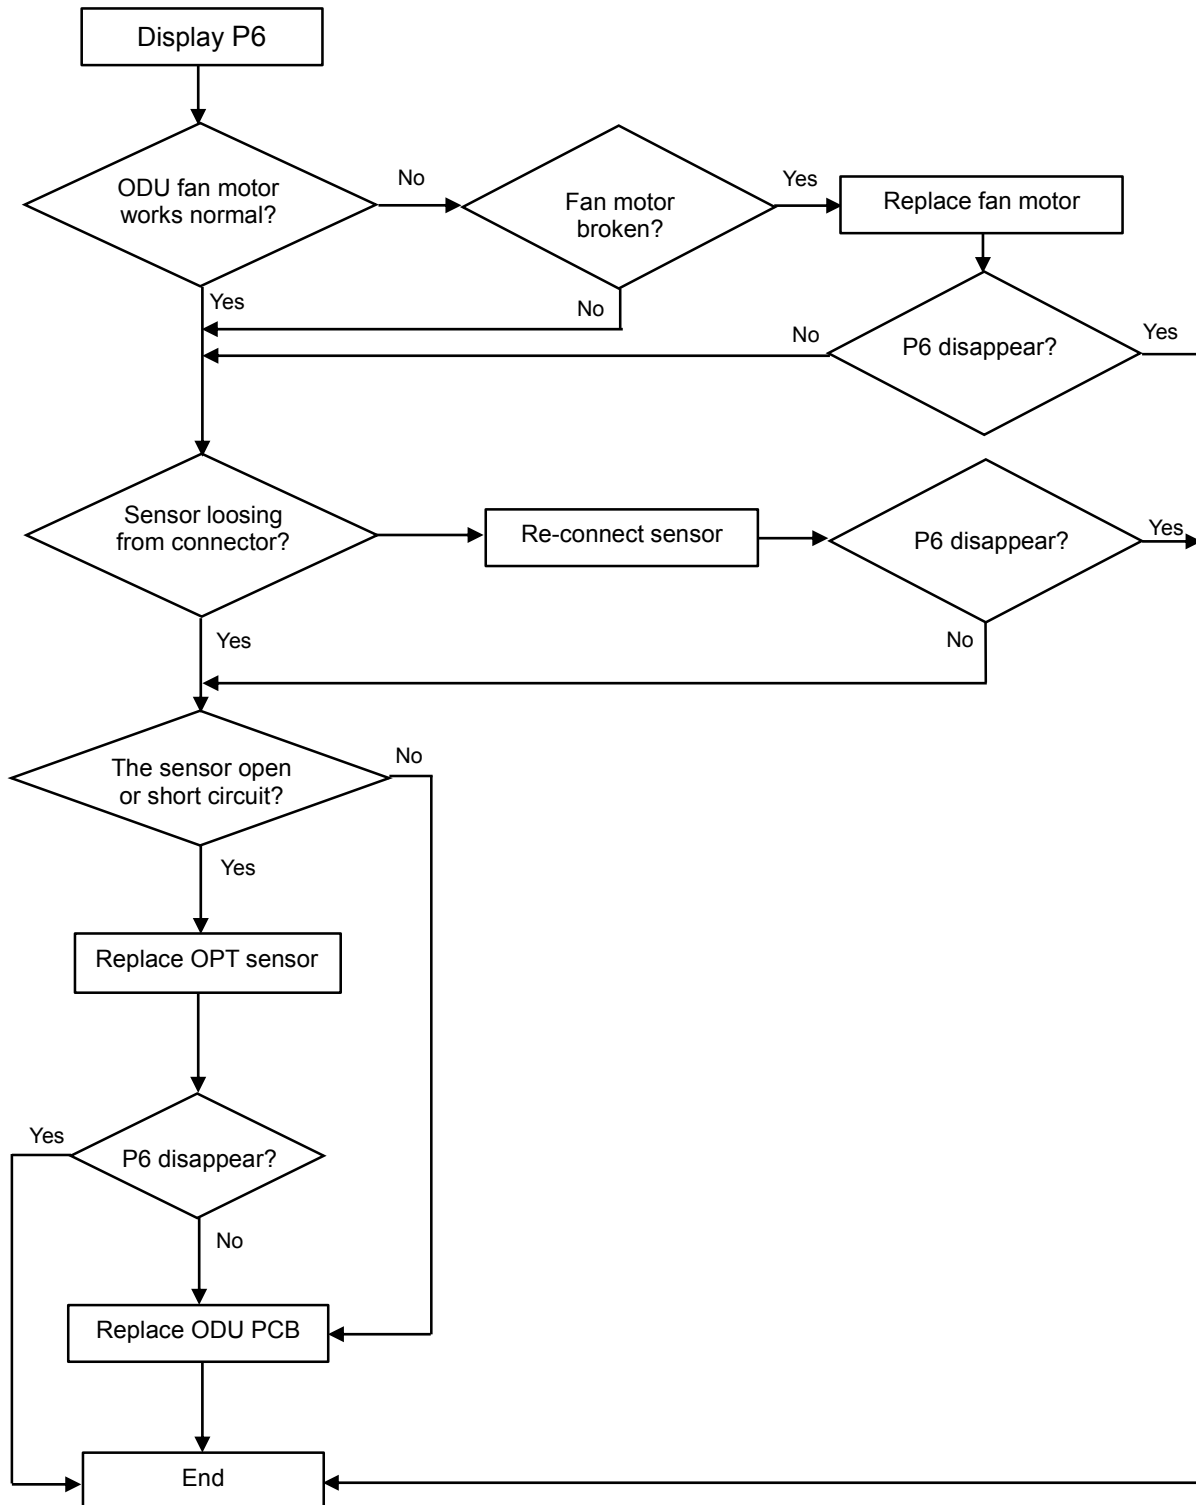 Display P6
ODU fan motor
works normal?
No
Fan motor
broken?
Yes
Replace fan motor
Yes
No
No
P6 disappear?
Yes
Sensor loosing
from connector?
Re-connect sensor
P6 disappear?
Yes
Yes
No
The sensor open
or short circuit?
No
Yes
Replace OPT sensor
Yes
P6 disappear?
No
Replace ODU PCB
End